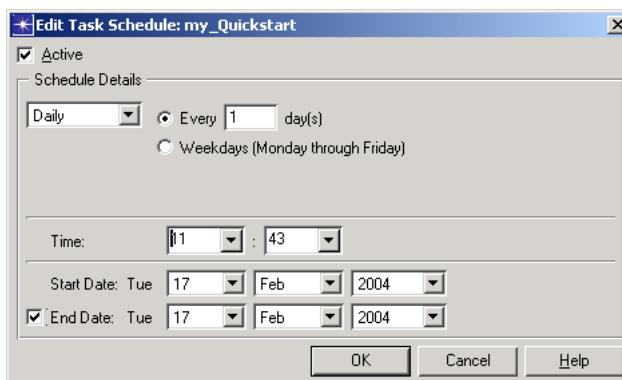 Edit Task Schedule: my_Quickstart
Active
Schedule Details
Daily Every 1 day(s)
Weekdays (Monday through Friday)
Time: 11 : 43
Start Date: Tue 17 Feb 2004
End Date: Tue 17 Feb 2004
OK Cancel Help